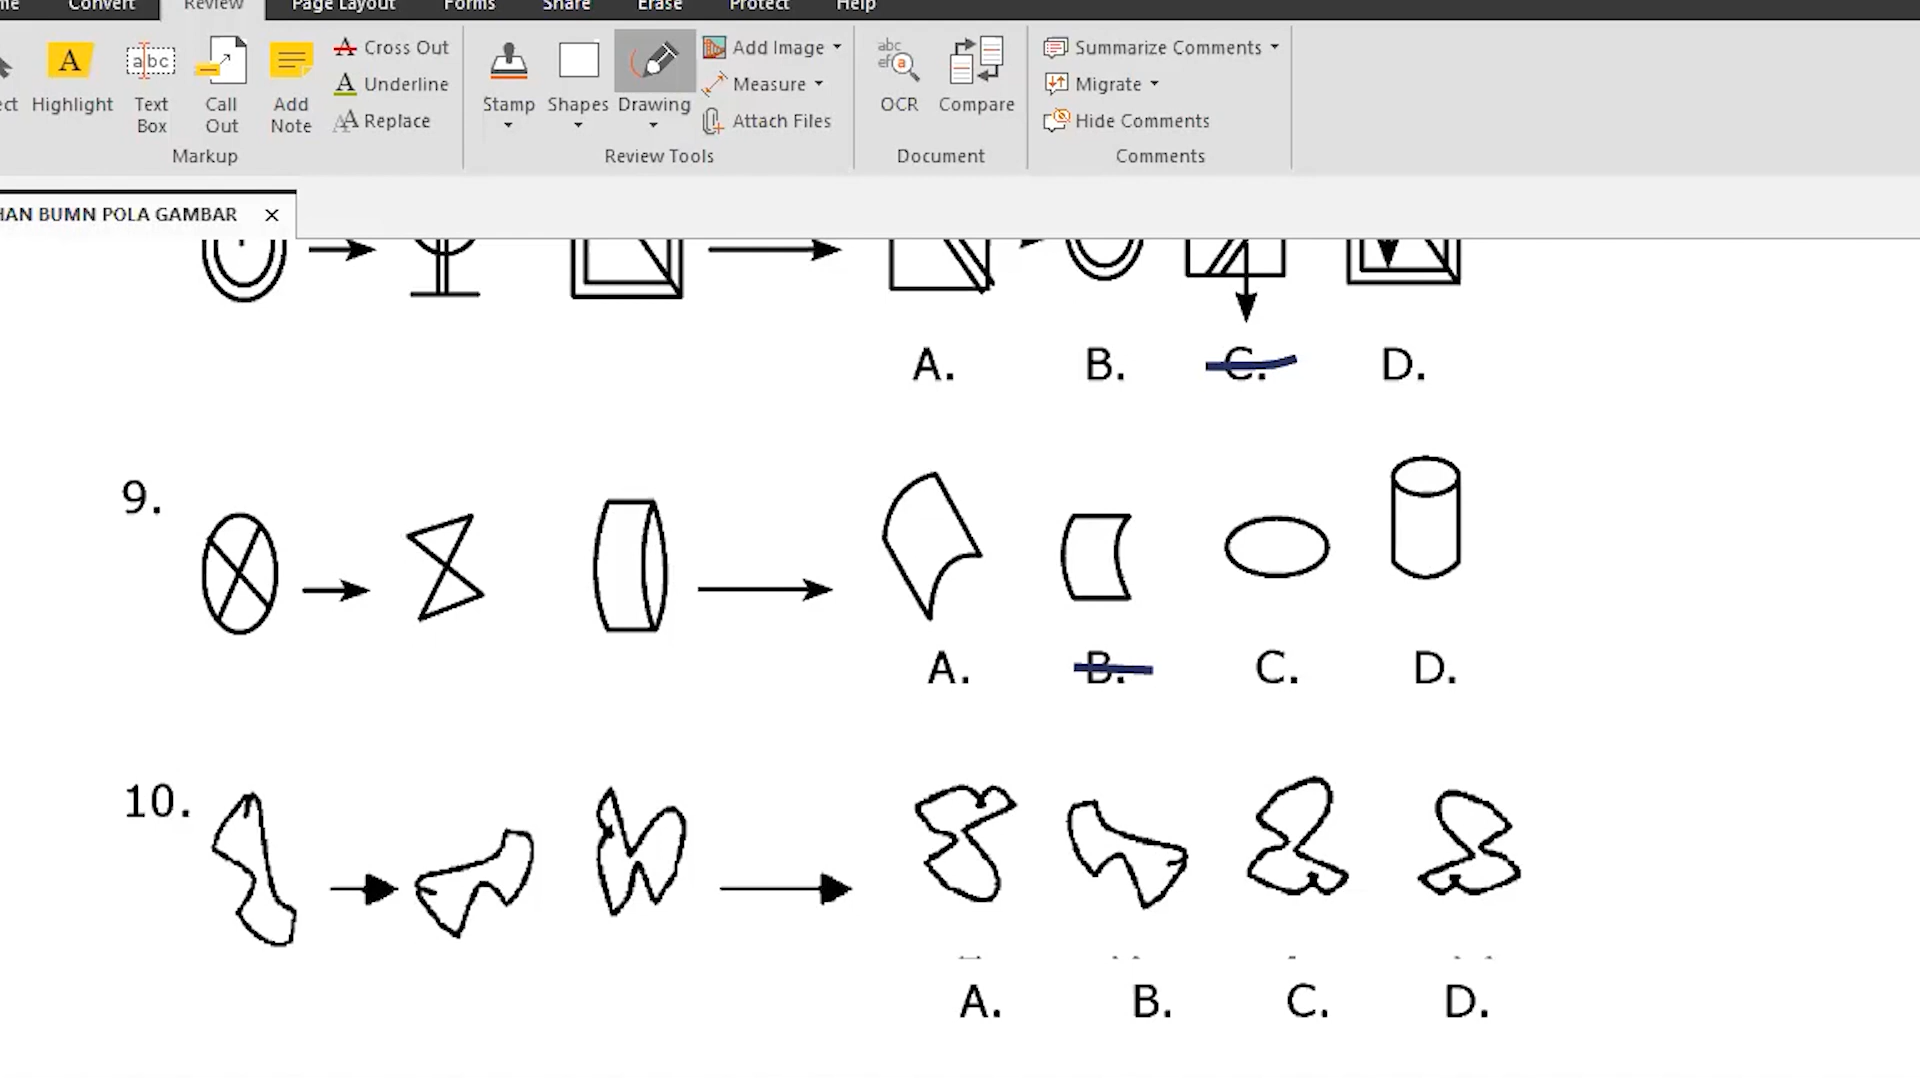 Convert Review Page Layout Forms Share Erase Protect Help
A abc
Highlight
Text
Box
Call
Out
Add
Note
A Cross Out
A Underline
AA Replace
Markup
Stamp
Shapes
Drawing
Add Image
Measure
Attach Files
Review Tools
OCR
Compare
Document
Summarize Comments
Migrate
Hide Comments
Comments
HAN BUMN POLA GAMBAR ×
A. B. C. D.
9.
A. B. C. D.
10.
A. B. C. D.